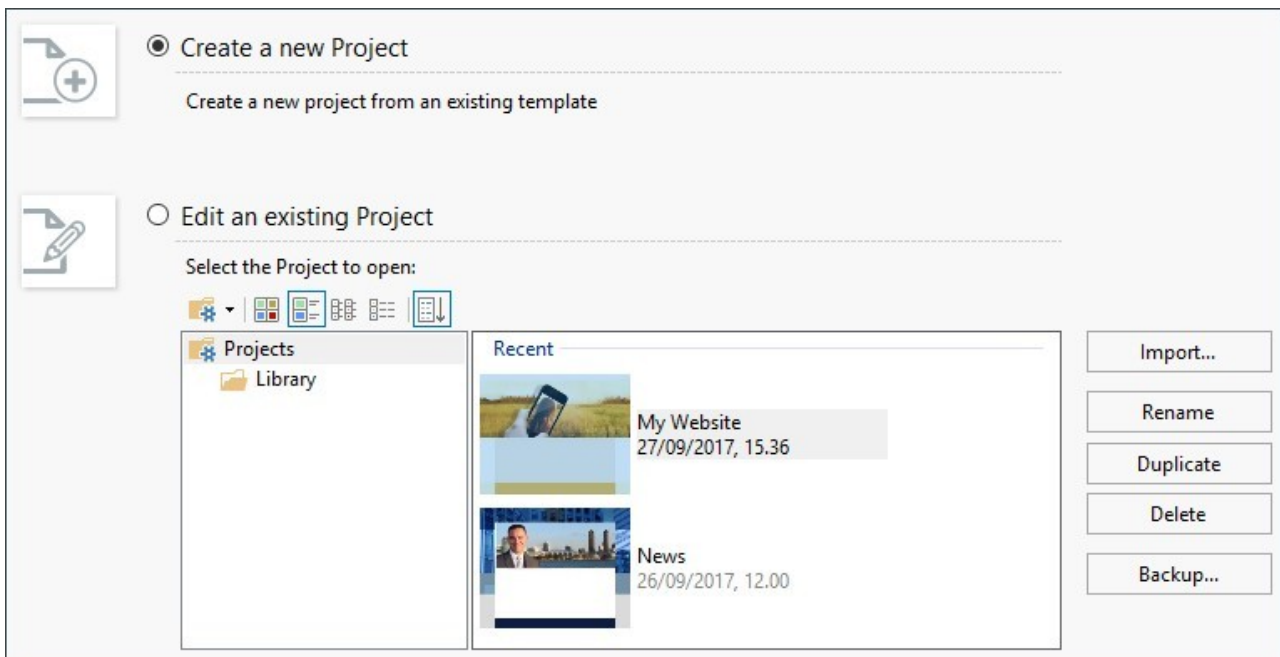 Create a new Project
Create a new project from an existing template
Edit an existing Project
Select the Project to open:
Projects
Library
Recent
My Website
27/09/2017, 15.36
News
26/09/2017, 12.00
Import...
Rename
Duplicate
Delete
Backup...